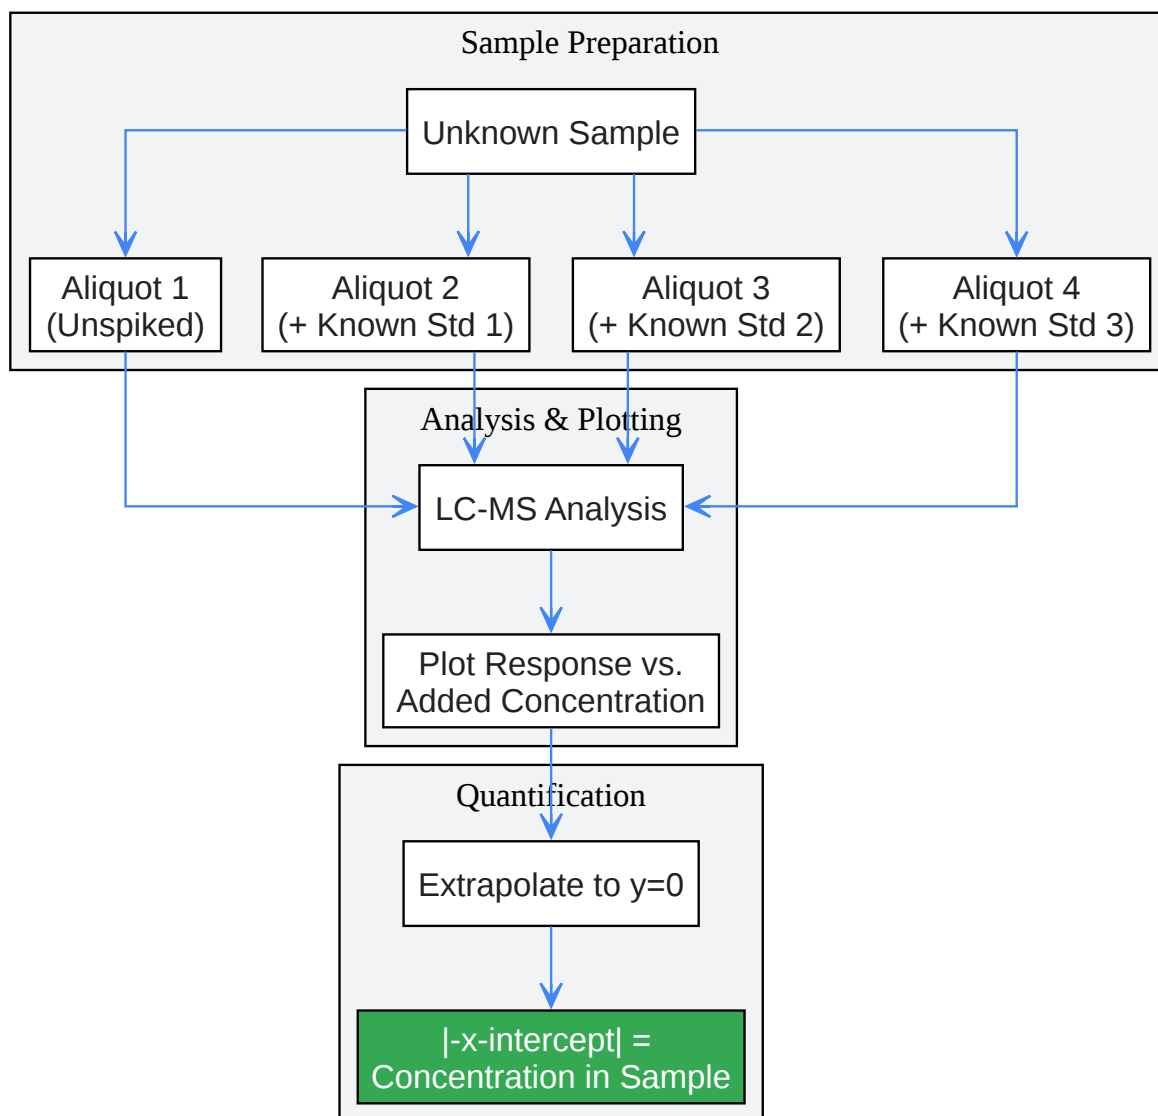 Sample Preparation
Unknown Sample
Aliquot 1
(Unspiked)
Aliquot 2
(+ Known Std 1)
Aliquot 3
(+ Known Std 2)
Aliquot 4
(+ Known Std 3)
Analysis & Plotting
LC-MS Analysis
Plot Response vs.
Added Concentration
Quantification
Extrapolate to y=0
|-x-intercept| =
Concentration in Sample